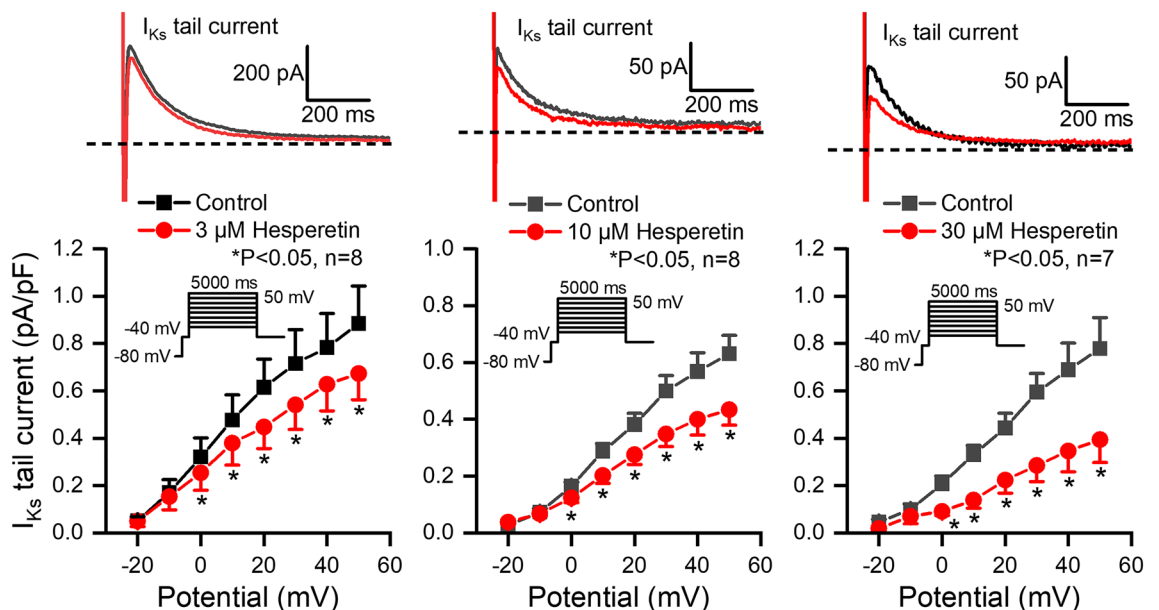 I_Ks tail current
200 pA
200 ms
I_Ks tail current
50 pA
200 ms
I_Ks tail current
50 pA
200 ms
Control
3 µM Hesperetin
*P<0.05, n=8
Control
10 µM Hesperetin
*P<0.05, n=8
Control
30 µM Hesperetin
*P<0.05, n=7
I_Ks tail current (pA/pF)
1.2
1.0
0.8
0.6
0.4
0.2
0.0
5000 ms
50 mV
-40 mV
-80 mV
* * * * * *
-20 0 20 40 60
Potential (mV)
1.0
0.8
0.6
0.4
0.2
0.0
5000 ms
50 mV
-40 mV
-80 mV
* * * * * *
-20 0 20 40 60
Potential (mV)
1.2
1.0
0.8
0.6
0.4
0.2
0.0
5000 ms
50 mV
-40 mV
-80 mV
* * * * * *
-20 0 20 40 60
Potential (mV)